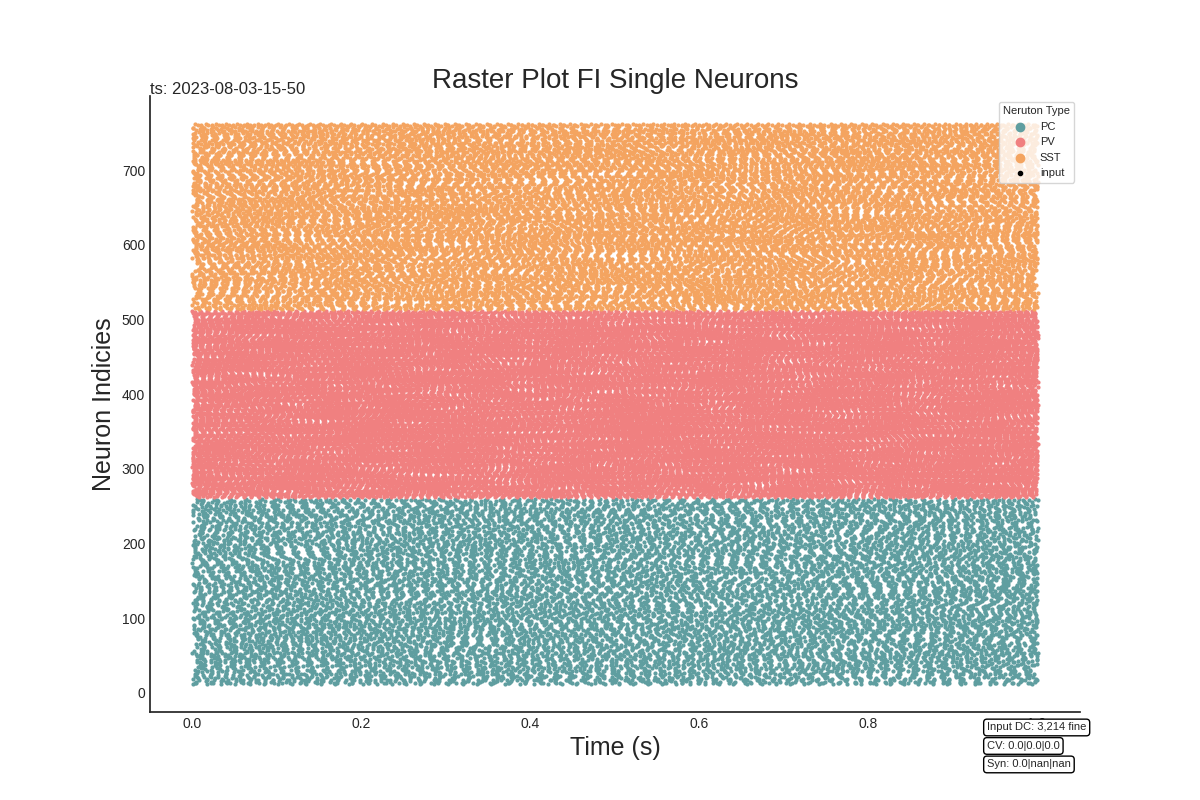 Raster Plot FI Single Neurons
ts: 2023-08-03-15-50
Neruton Type
PC
PV
SST
input
Neuron Indicies
700
600
500
400
300
200
100
0
0.0
0.2
0.4
0.6
0.8
Time (s)
Input DC: 3,214 fine
CV: 0.0|0.0|0.0
Syn: 0.0|nan|nan